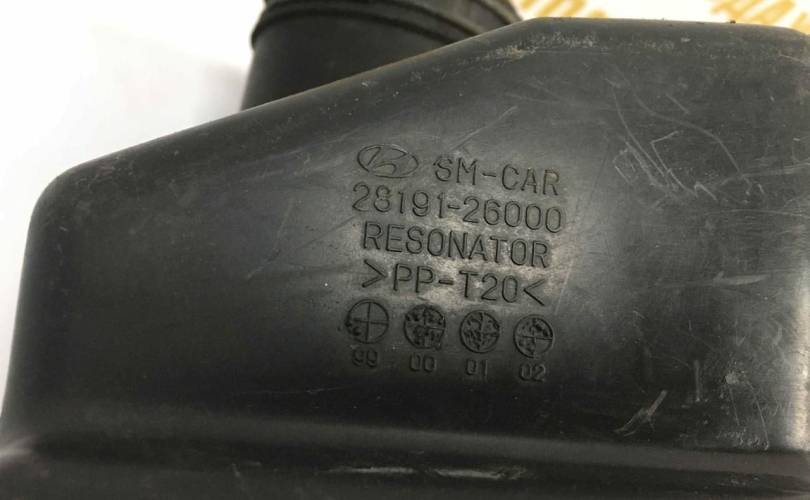 SM-CAR
28191-26000
RESONATOR
>PP-T20<
99 00 01 02